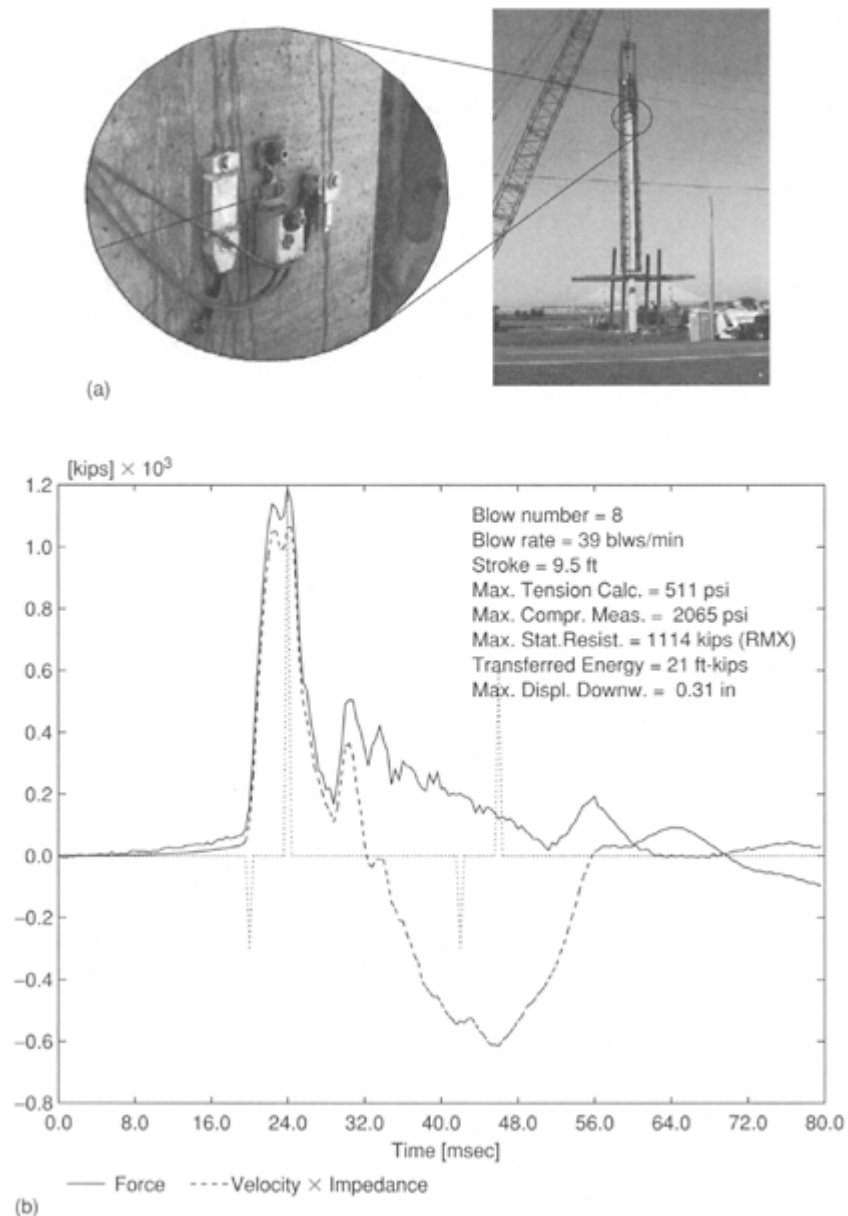 (a)
[kips] × 10³
1.2
1.0
0.8
0.6
0.4
0.2
0.0
−0.2
−0.4
−0.6
−0.8
Blow number = 8
Blow rate = 39 blws/min
Stroke = 9.5 ft
Max. Tension Calc. = 511 psi
Max. Compr. Meas. = 2065 psi
Max. Stat.Resist. = 1114 kips (RMX)
Transferred Energy = 21 ft-kips
Max. Displ. Downw. = 0.31 in
0.0 8.0 16.0 24.0 32.0 40.0 48.0 56.0 64.0 72.0 80.0
Time [msec]
Force Velocity × Impedance
(b)